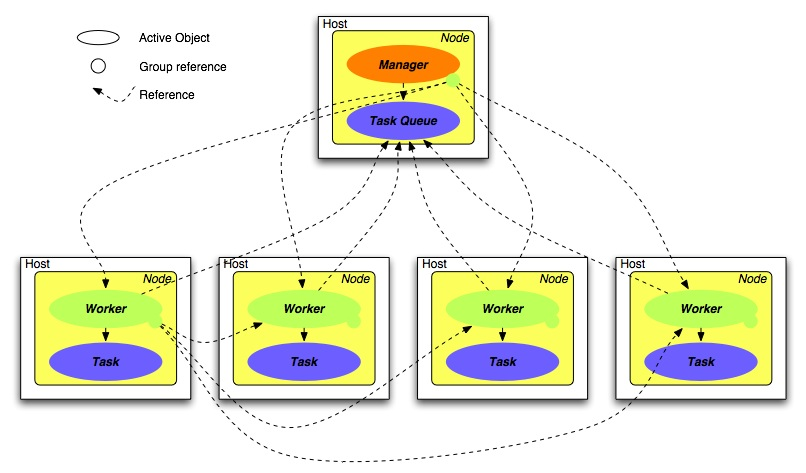 Active Object
Group reference
Reference
Host
Node
Manager
Task Queue
Host
Node
Worker
Task
Host
Node
Worker
Task
Host
Node
Worker
Task
Host
Node
Worker
Task